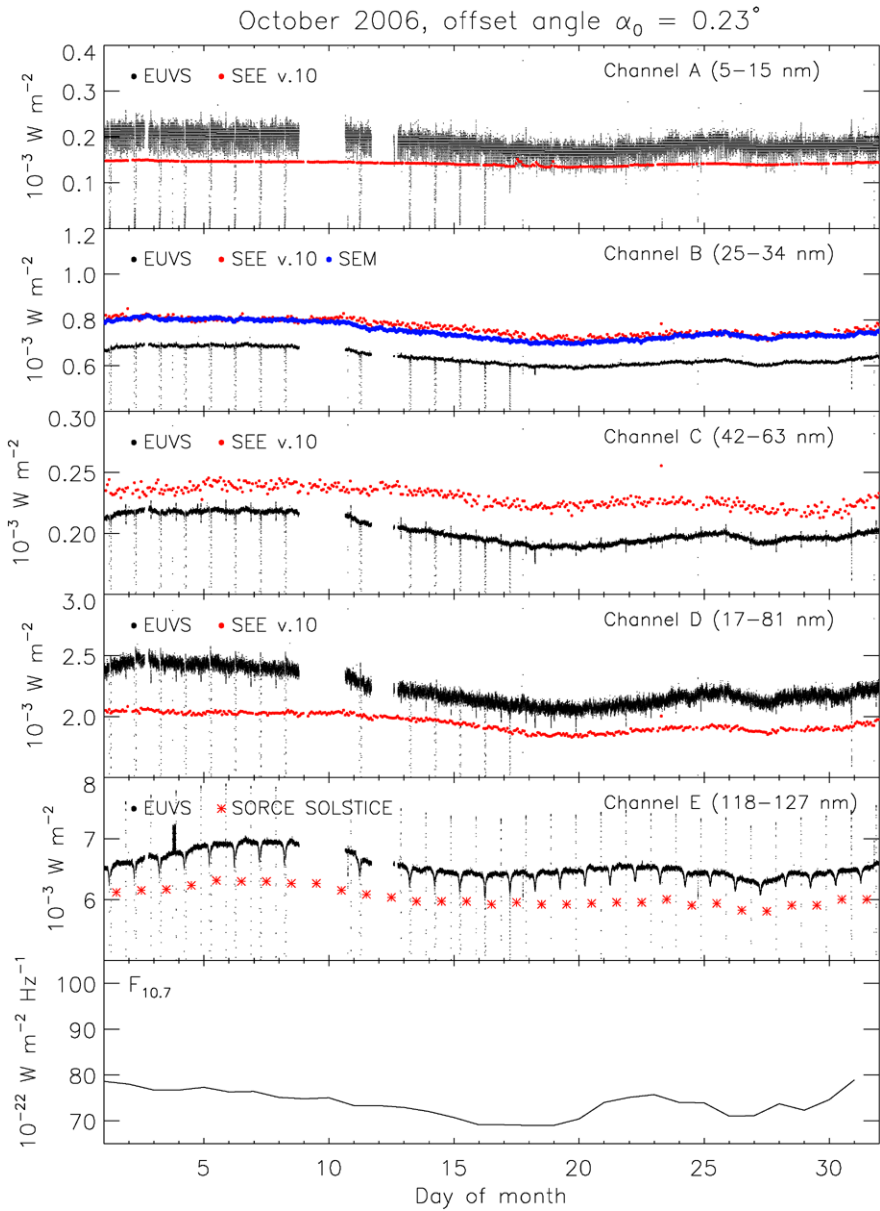 October 2006, offset angle α₀ = 0.23°
EUVS SEE v.10 Channel A (5–15 nm)
0.4
0.3
0.2
0.1
10⁻³ W m⁻²
EUVS SEE v.10 SEM Channel B (25–34 nm)
1.2
1.0
0.8
0.6
10⁻³ W m⁻²
EUVS SEE v.10 Channel C (42–63 nm)
0.30
0.25
0.20
10⁻³ W m⁻²
EUVS SEE v.10 Channel D (17–81 nm)
3.0
2.5
2.0
10⁻³ W m⁻²
EUVS SORCE SOLSTICE Channel E (118–127 nm)
8
7
6
10⁻³ W m⁻²
F₁₀.₇
100
90
80
70
10⁻²² W m⁻² Hz⁻¹
5 10 15 20 25 30
Day of month